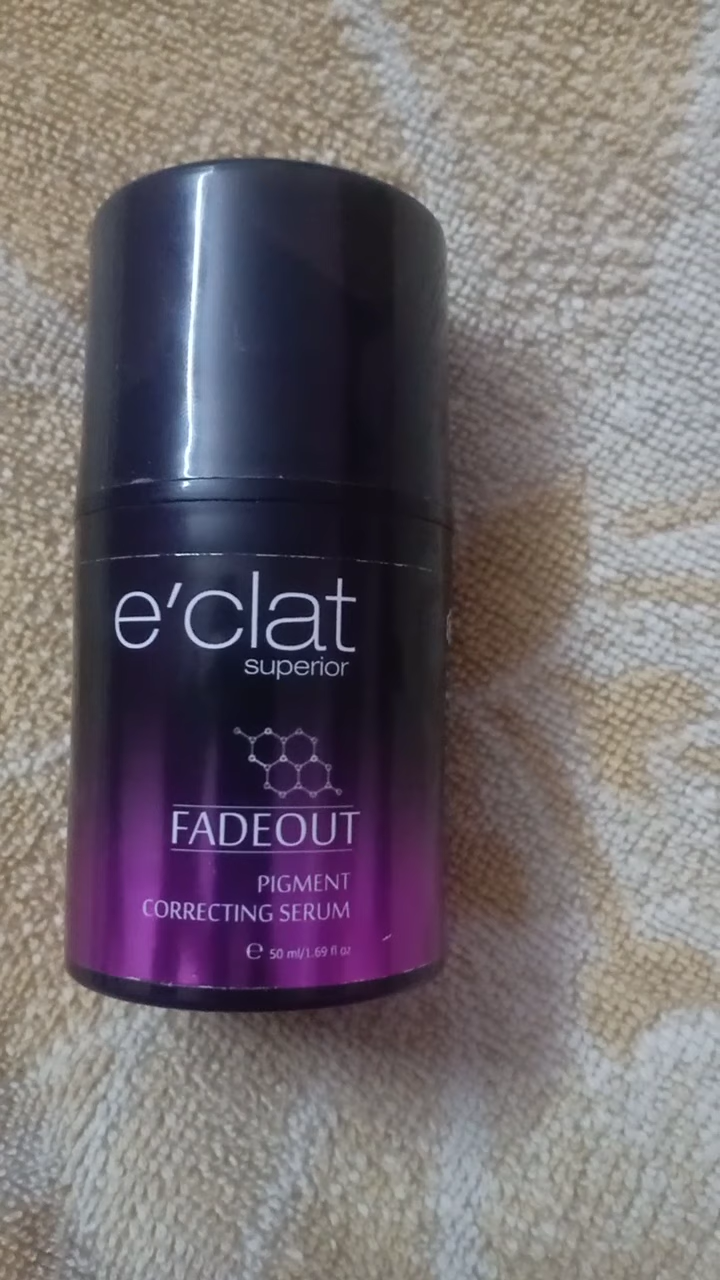 e'clat
superior
FADEOUT
PIGMENT
CORRECTING SERUM
℮ 50 ml/1.69 fl oz